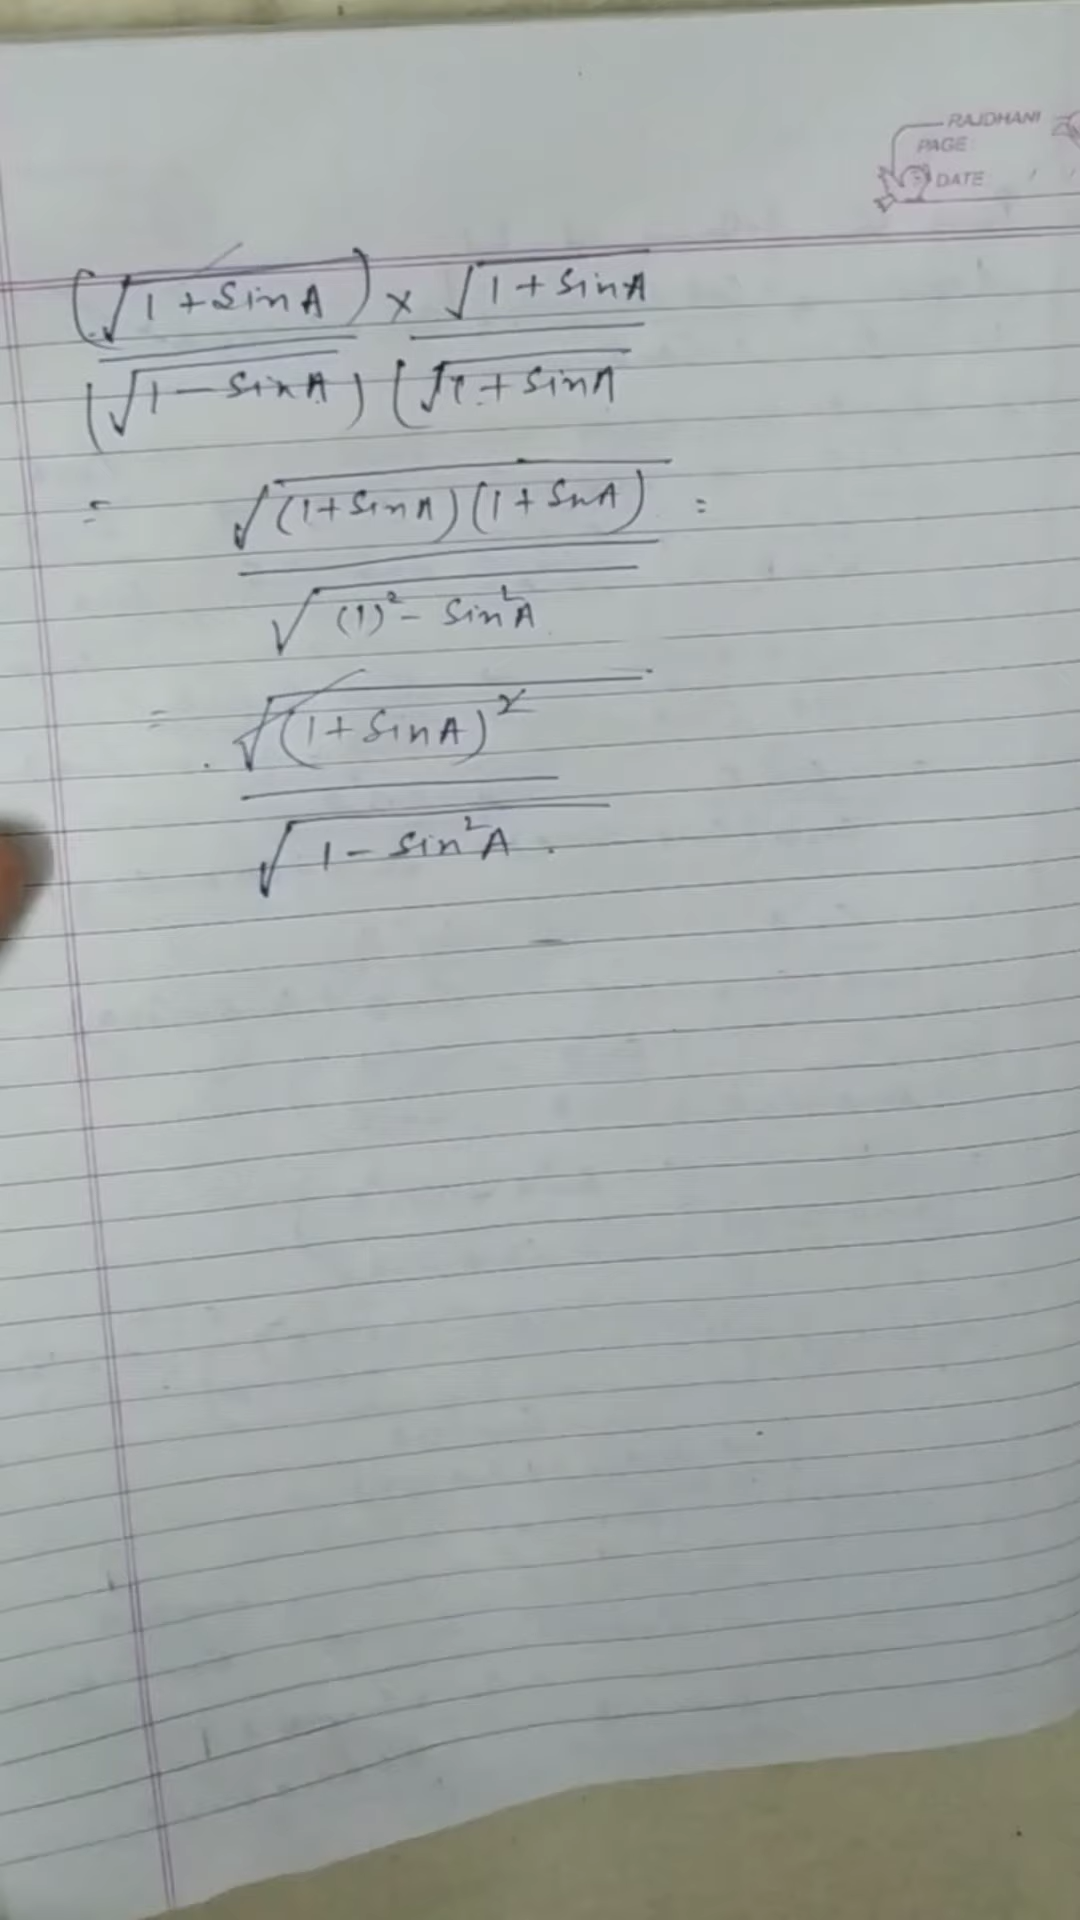 RAJDHANI
PAGE
DATE / /
(√1+SinA) × √1+SinA
(√1-SinA) (√1+SinA
= √(1+SinA)(1+SinA) =
√(1)²-Sin²A
= √(1+SinA)²
√1-Sin²A.